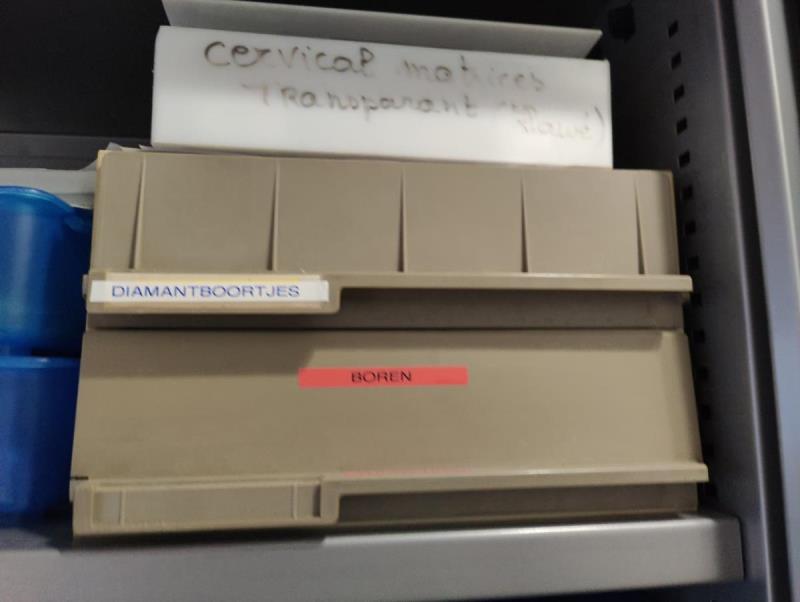 Cervical matrices
Transparant
DIAMANTBOORTJES
BOREN